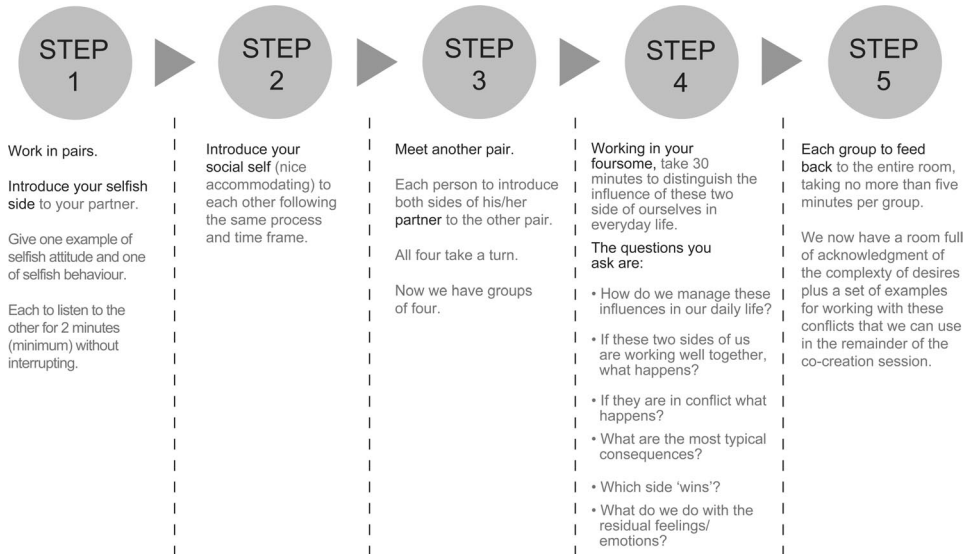 STEP
1
Work in pairs.
Introduce your selfish
side to your partner.
Give one example of
selfish attitude and one
of selfish behaviour.
Each to listen to the
other for 2 minutes
(minimum) without
interrupting.
STEP
2
Introduce your
social self (nice
accommodating) to
each other following
the same process
and time frame.
STEP
3
Meet another pair.
Each person to introduce
both sides of his/her
partner to the other pair.
All four take a turn.
Now we have groups
of four.
STEP
4
Working in your
foursome, take 30
minutes to distinguish the
influence of these two
side of ourselves in
everyday life.
The questions you
ask are:
• How do we manage these
influences in our daily life?
• If these two sides of us
are working well together,
what happens?
• If they are in conflict what
happens?
• What are the most typical
consequences?
• Which side ‘wins’?
• What do we do with the
residual feelings/
emotions?
STEP
5
Each group to feed
back to the entire room,
taking no more than five
minutes per group.
We now have a room full
of acknowledgment of
the complexty of desires
plus a set of examples
for working with these
conflicts that we can use
in the remainder of the
co-creation session.